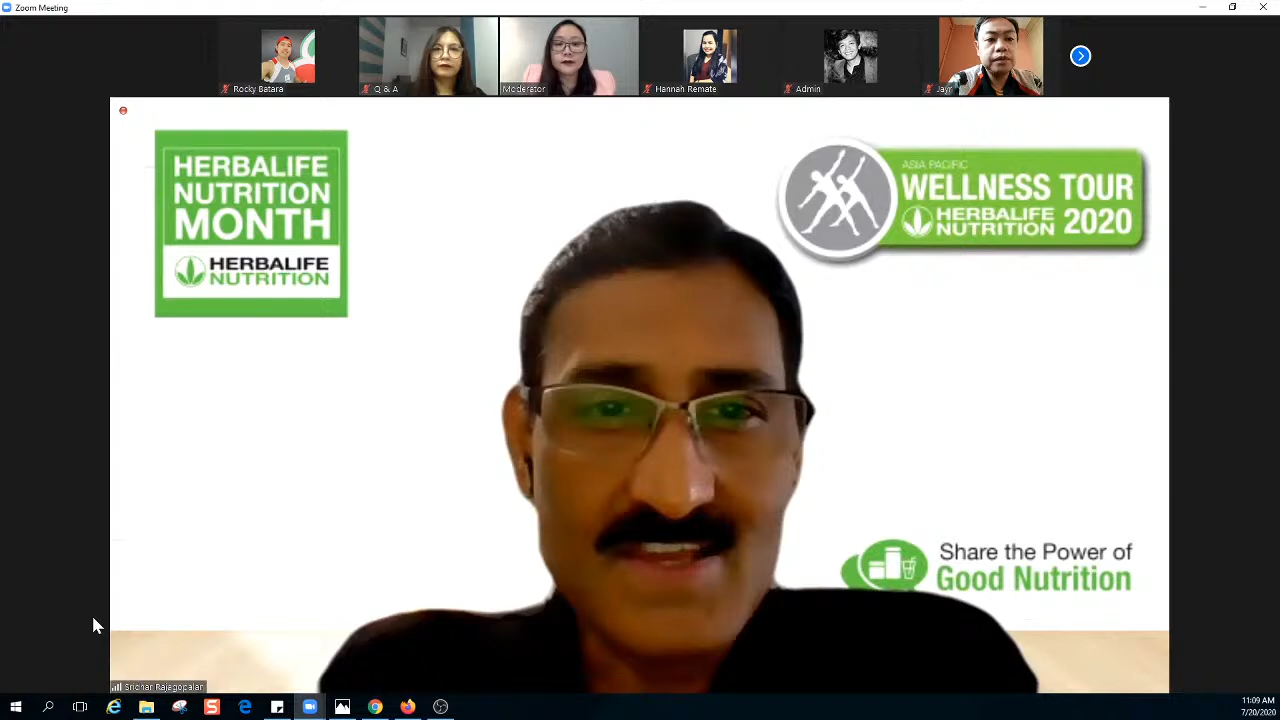 Zoom Meeting
Rocky Batara
Q & A
Moderator
Hannah Remate
Admin
Jayr
HERBALIFE
NUTRITION
MONTH
HERBALIFE
NUTRITION
ASIA PACIFIC
WELLNESS TOUR
HERBALIFE
NUTRITION
2020
Share the Power of
Good Nutrition
Sridhar Rajagopalan
11:09 AM
7/20/2020